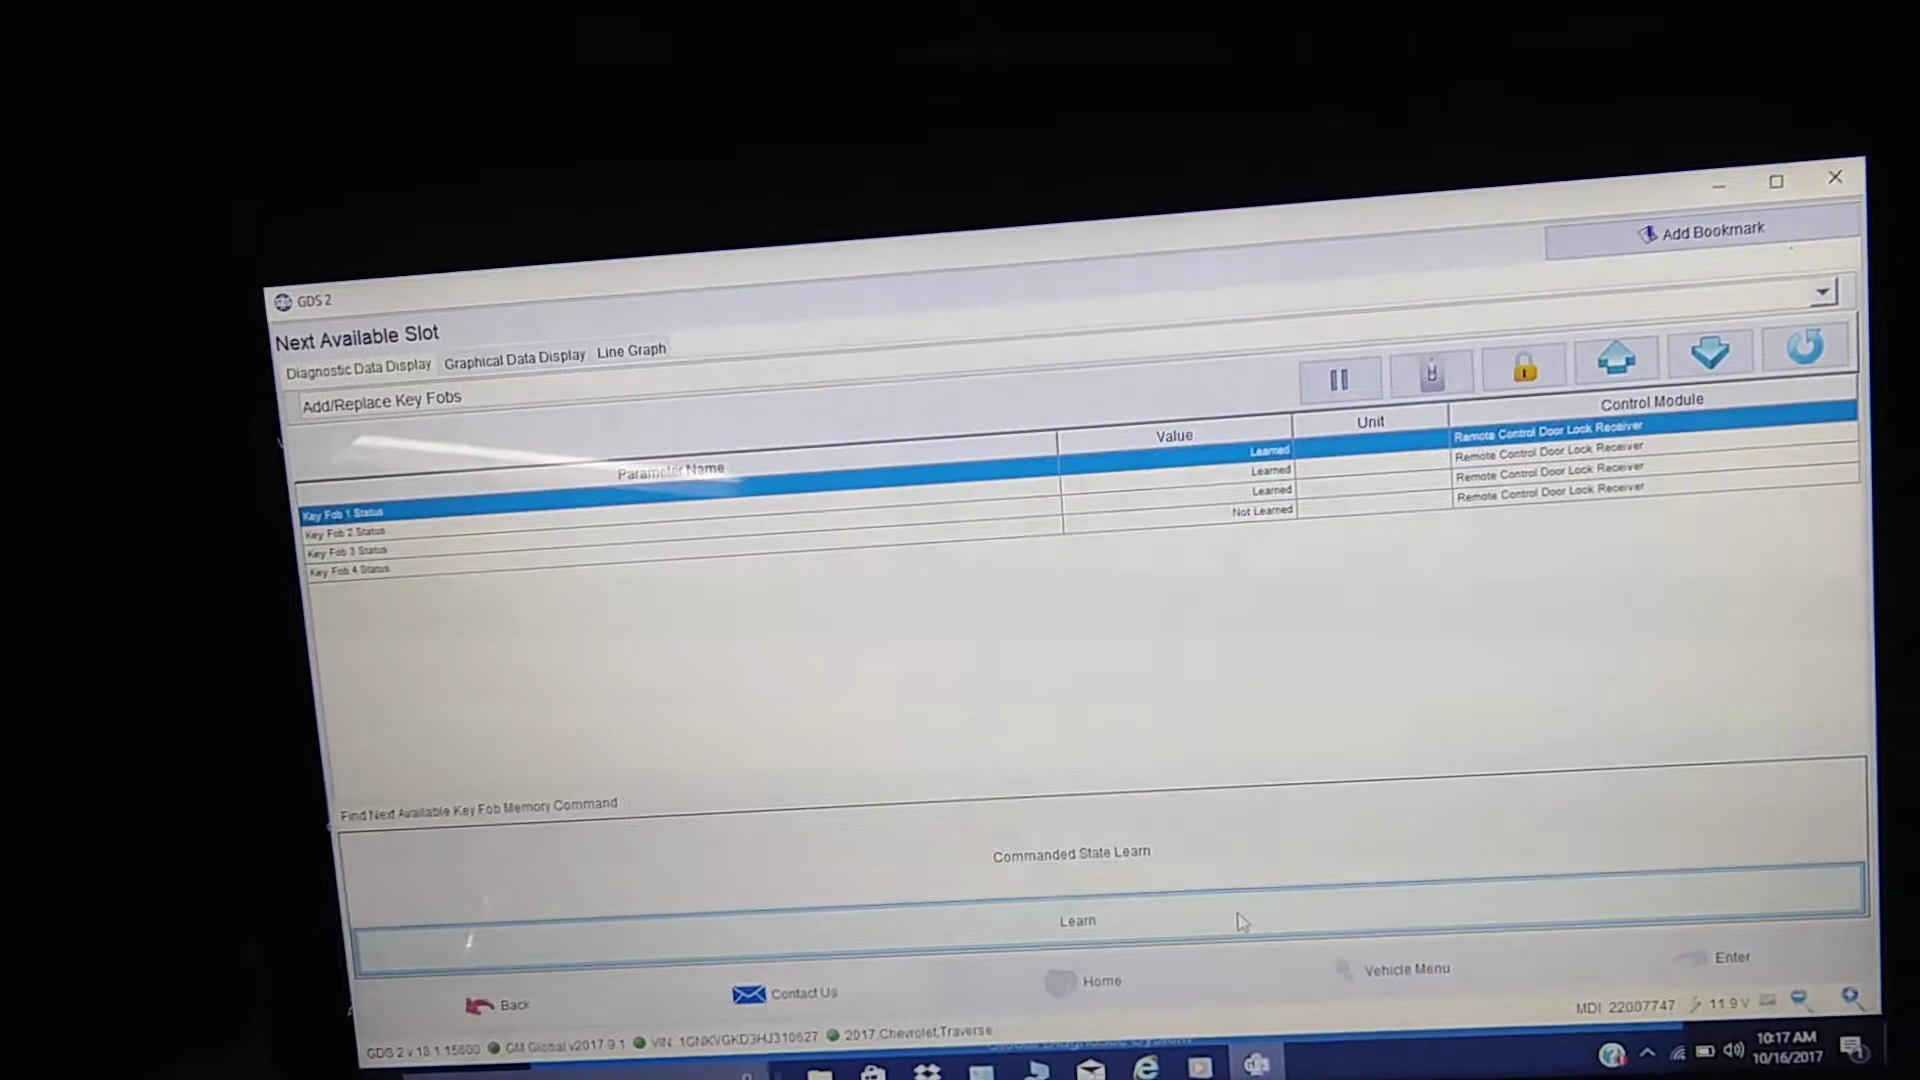 GDS 2
Add Bookmark
Next Available Slot
Diagnostic Data Display Graphical Data Display Line Graph
Add/Replace Key Fobs
Parameter Name Value Unit Control Module
Key Fob 1 Status Learned Remote Control Door Lock Receiver
Key Fob 2 Status Learned Remote Control Door Lock Receiver
Key Fob 3 Status Learned Remote Control Door Lock Receiver
Key Fob 4 Status Not Learned Remote Control Door Lock Receiver
Find Next Available Key Fob Memory Command
Commanded State Learn
Learn
Back Contact Us Home Vehicle Menu Enter
MDI: 22007747 11.9 V
GDS 2 v 18.1.15600 GM Global v2017.9.1 VIN: 1GNKVGKD3HJ310627 2017,Chevrolet,Traverse
10:17 AM
10/16/2017